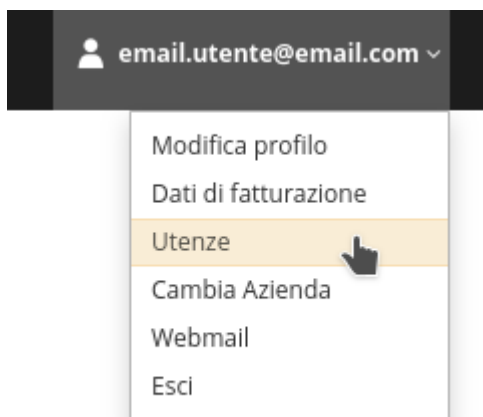 email.utente@email.com
Modifica profilo
Dati di fatturazione
Utenze
Cambia Azienda
Webmail
Esci